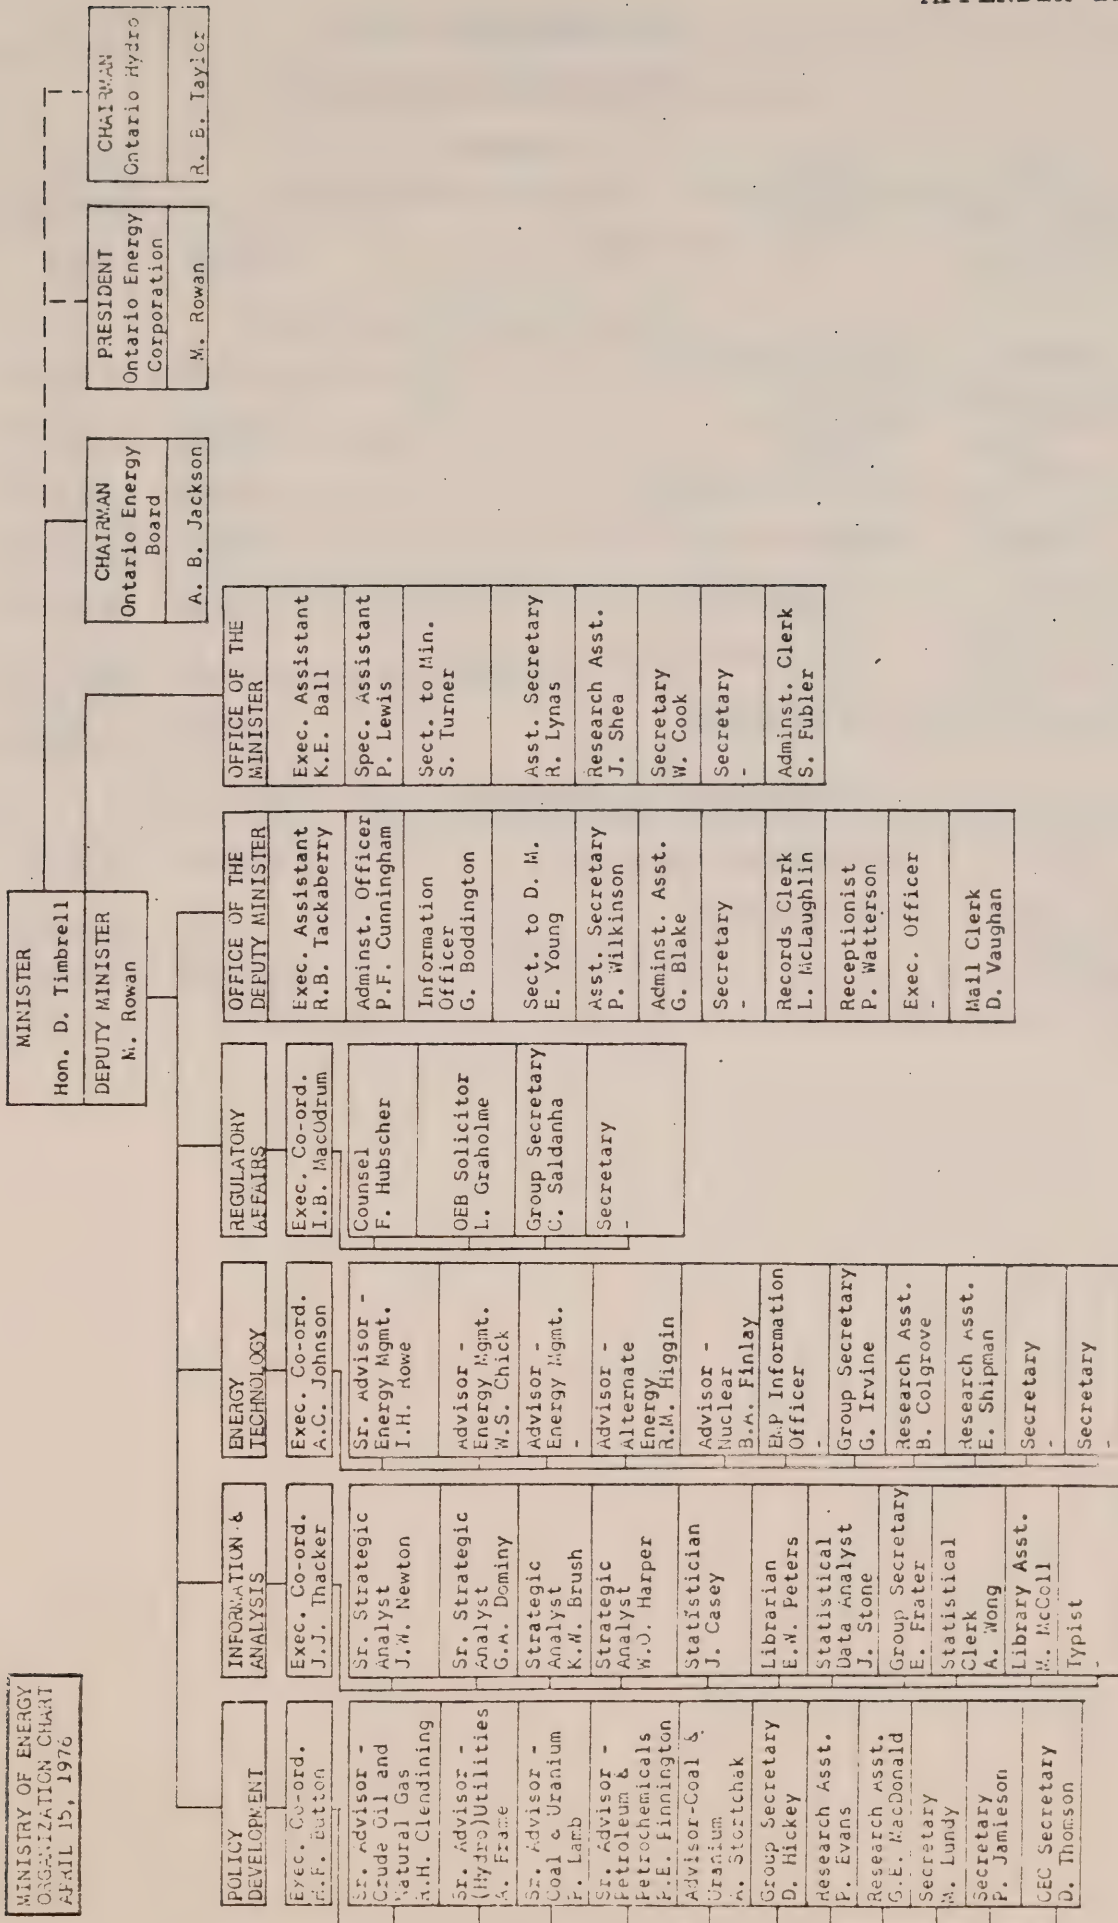 MINISTRY OF ENERGY
ORGANIZATION CHART
APRIL 15, 1976
MINISTER
Hon. D. Timbrell
DEPUTY MINISTER
M. Rowan
CHAIRMAN
Ontario Energy
Board
A. B. Jackson
PRESIDENT
Ontario Energy
Corporation
M. Rowan
CHAIRMAN
Ontario Hydro
R. E. Taylor
POLICY
DEVELOPMENT
Exec. Co-ord.
Button
Sr. Advisor -
Crude Oil and
Natural Gas
Clendining
Sr. Advisor -
(Hydro)Utilities
A. Frame
Sr. Advisor -
Coal & Uranium
P. Lamb
Sr. Advisor -
Petroleum &
Petrochemicals
P.E. Finnington
Advisor-Coal &
Uranium
A. Stortchak
Group Secretary
D. Hickey
Research Asst.
P. Evans
Research Asst.
G.E. MacDonald
Secretary
M. Lundy
Secretary
P. Jamieson
CEC Secretary
D. Thomson
INFORMATION &
ANALYSIS
Exec. Co-ord.
J.J. Thacker
Sr. Strategic
Analyst
J.W. Newton
Sr. Strategic
Analyst
G.A. Dominy
Strategic
Analyst
K.N. Brush
Strategic
Analyst
W.O. Harper
Statistician
J. Casey
Librarian
E.N. Peters
Statistical
Data Analyst
J. Stone
Group Secretary
E. Frater
Statistical
Clerk
A. Wong
Library Asst.
M. McColl
Typist
-
ENERGY
TECHNOLOGY
Exec. Co-ord.
A.C. Johnson
Sr. Advisor -
Energy Mgmt.
I.H. Rowe
Advisor -
Energy Mgmt.
W.S. Chick
Advisor -
Energy Mgmt.
-
Advisor -
Alternate
Energy
R.M. Higgin
Advisor -
Nuclear
B.A. Finlay
EMP Information
Officer
-
Group Secretary
G. Irvine
Research Asst.
B. Colgrove
Research Asst.
E. Shipman
Secretary
-
Secretary
-
REGULATORY
AFFAIRS
Exec. Co-ord.
I.B. MacOdrum
Counsel
F. Hubscher
OEB Solicitor
L. Graholme
Group Secretary
C. Saldanha
Secretary
-
OFFICE OF THE
DEPUTY MINISTER
Exec. Assistant
R.B. Tackaberry
Administ. Officer
P.F. Cunningham
Information
Officer
G. Boddington
Sect. to D. M.
E. Young
Asst. Secretary
P. Wilkinson
Administ. Asst.
G. Blake
Secretary
-
Records Clerk
L. McLaughlin
Receptionist
P. Watterson
Exec. Officer
-
Mail Clerk
D. Vaughan
OFFICE OF THE
MINISTER
Exec. Assistant
K.E. Ball
Spec. Assistant
P. Lewis
Sect. to Min.
S. Turner
Asst. Secretary
R. Lynas
Research Asst.
J. Shea
Secretary
W. Cook
Secretary
-
Administ. Clerk
S. Fubler